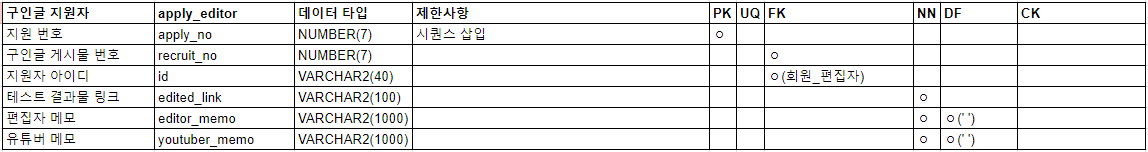 구인글 지원자 apply_editor 데이터 타입 제한사항 PK UQ FK NN DF CK
지원 번호 apply_no NUMBER(7) 시퀀스 삽입 ○
구인글 게시물 번호 recruit_no NUMBER(7) ○
지원자 아이디 id VARCHAR2(40) ○(회원_편집자)
테스트 결과물 링크 edited_link VARCHAR2(100) ○
편집자 메모 editor_memo VARCHAR2(1000) ○ ○(' ')
유튜버 메모 youtuber_memo VARCHAR2(1000) ○ ○(' ')